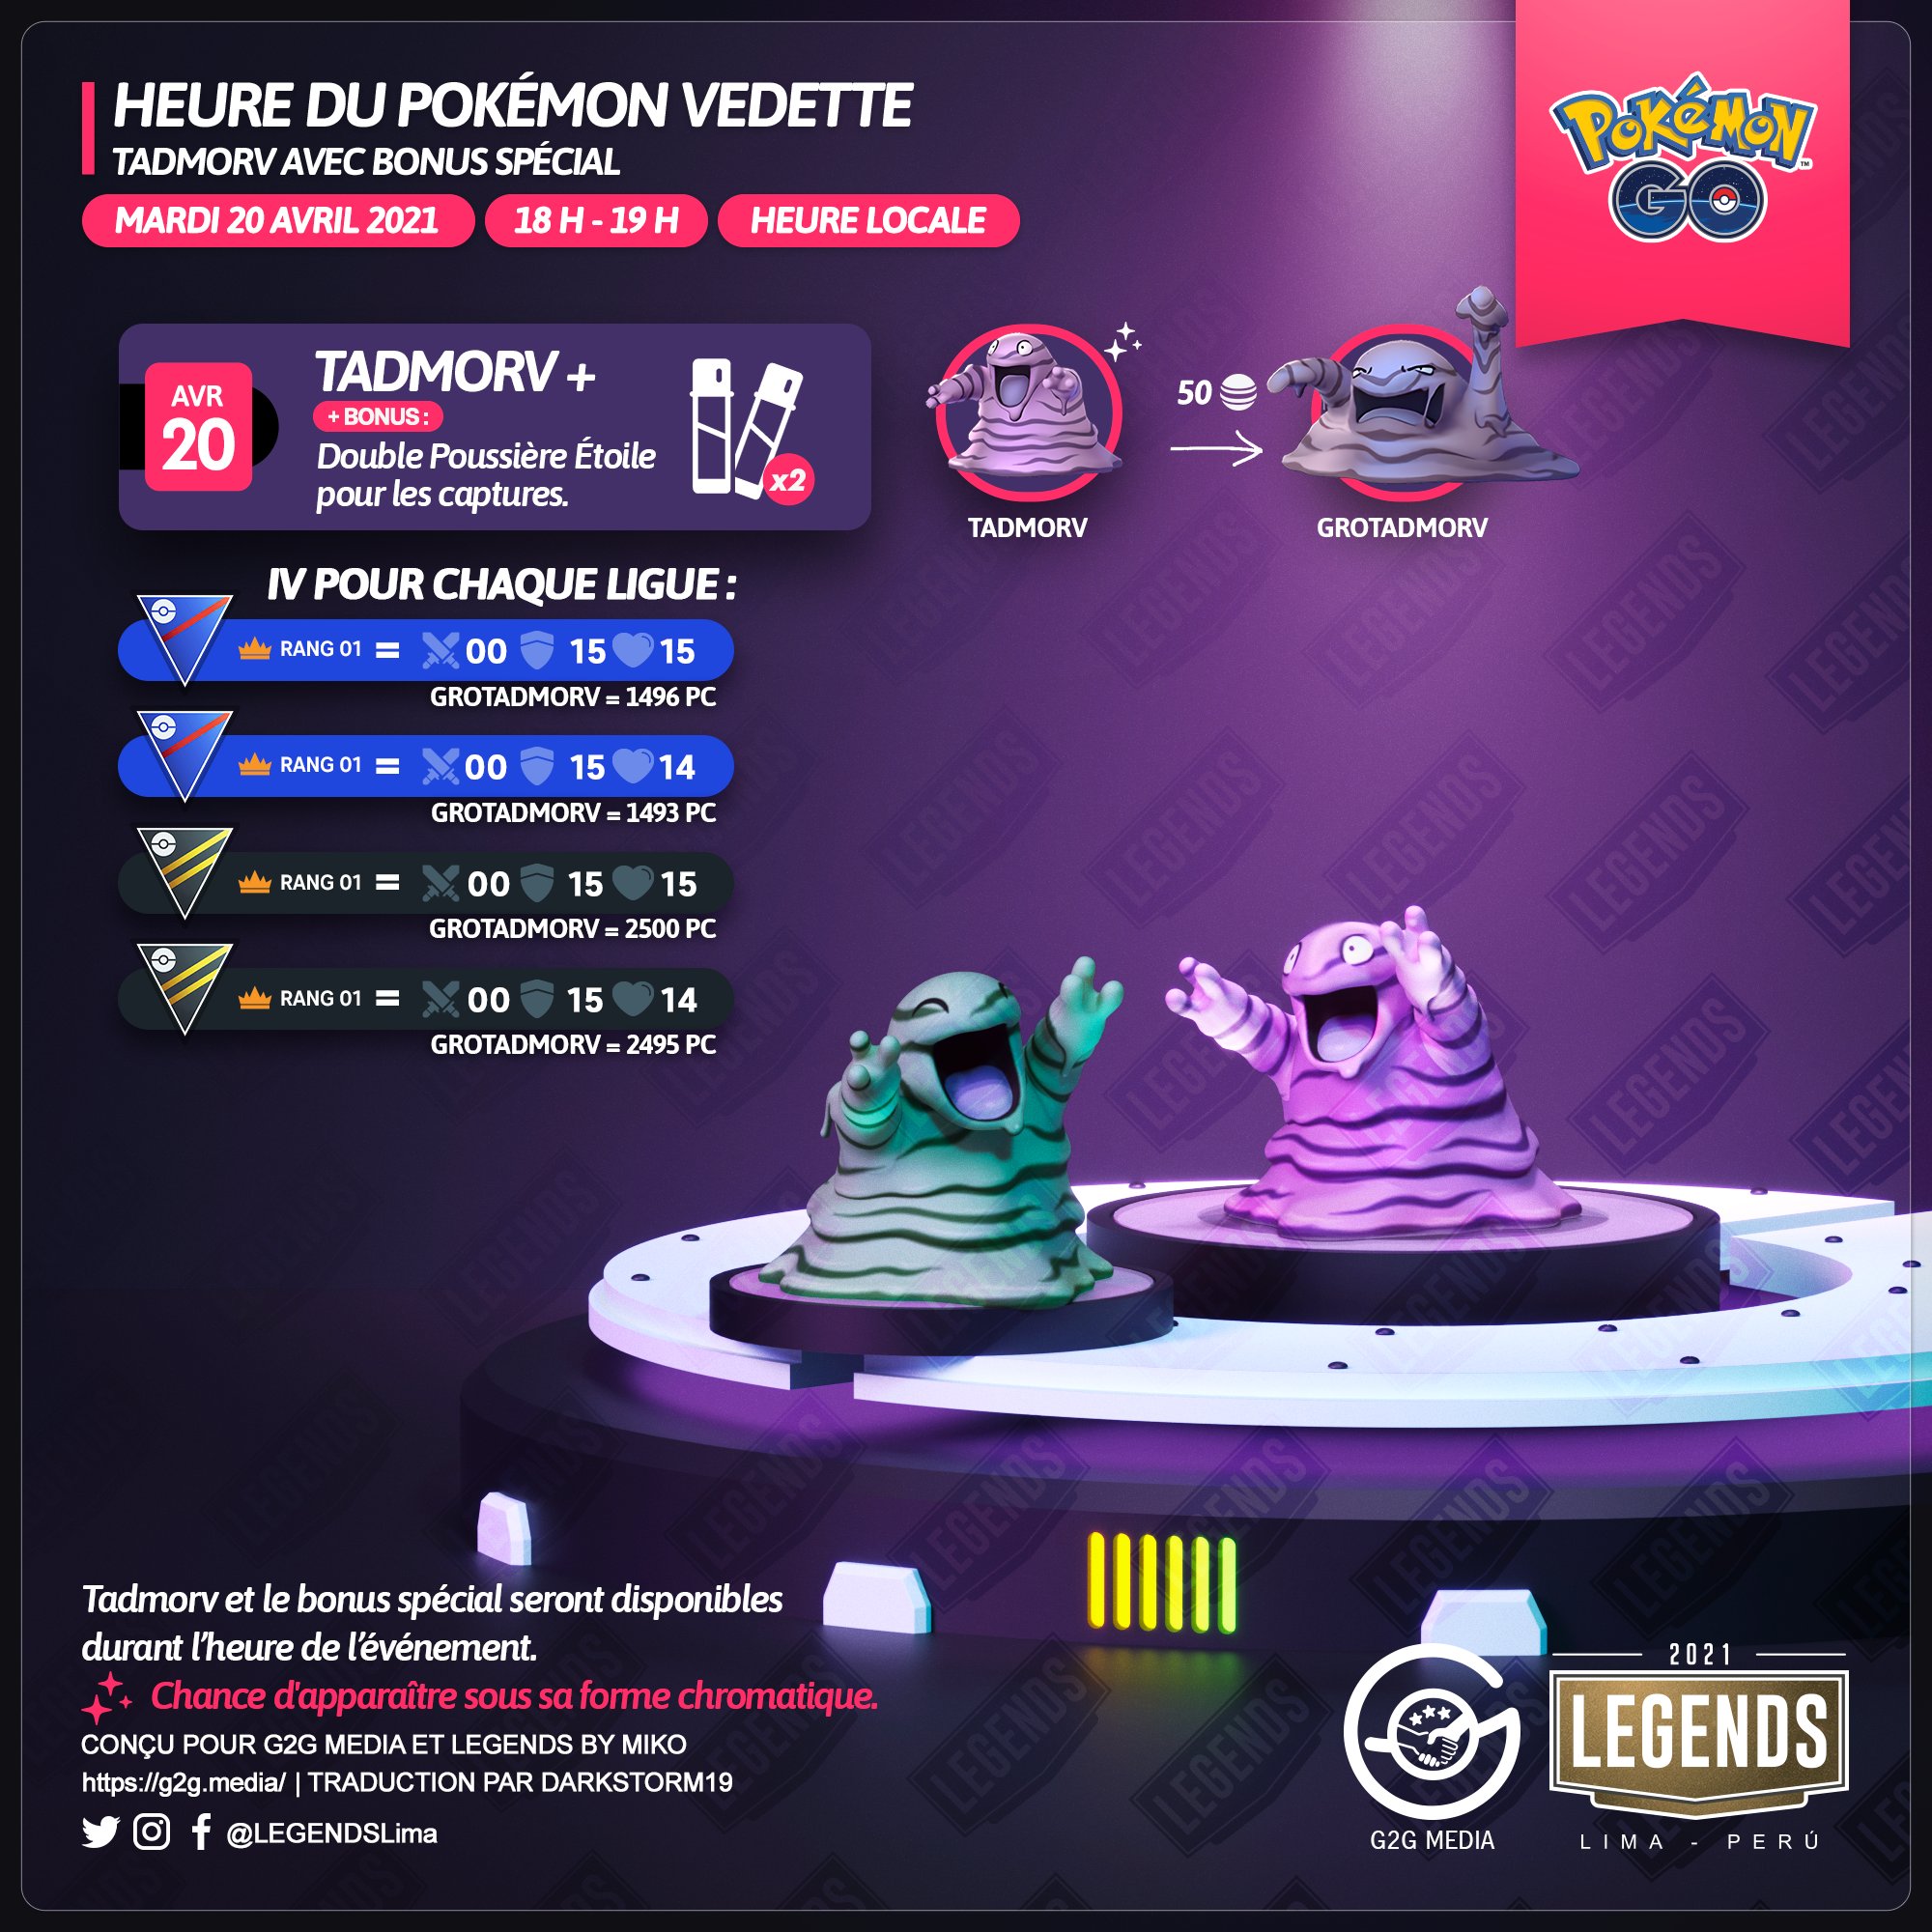 HEURE DU POKÉMON VEDETTE
TADMORV AVEC BONUS SPÉCIAL
MARDI 20 AVRIL 2021 18 H - 19 H HEURE LOCALE
POKÉMON
GO
TM
AVR
20
TADMORV +
+ BONUS :
Double Poussière Étoile
pour les captures.
x2
50
TADMORV
GROTADMORV
IV POUR CHAQUE LIGUE :
RANG 01 = 00 15 15
GROTADMORV = 1496 PC
RANG 01 = 00 15 14
GROTADMORV = 1493 PC
RANG 01 = 00 15 15
GROTADMORV = 2500 PC
RANG 01 = 00 15 14
GROTADMORV = 2495 PC
Tadmorv et le bonus spécial seront disponibles
durant l’heure de l’événement.
Chance d'apparaître sous sa forme chromatique.
CONÇU POUR G2G MEDIA ET LEGENDS BY MIKO
https://g2g.media/ | TRADUCTION PAR DARKSTORM19
@LEGENDSLima
G2G MEDIA
2021
LEGENDS
LIMA - PERÚ